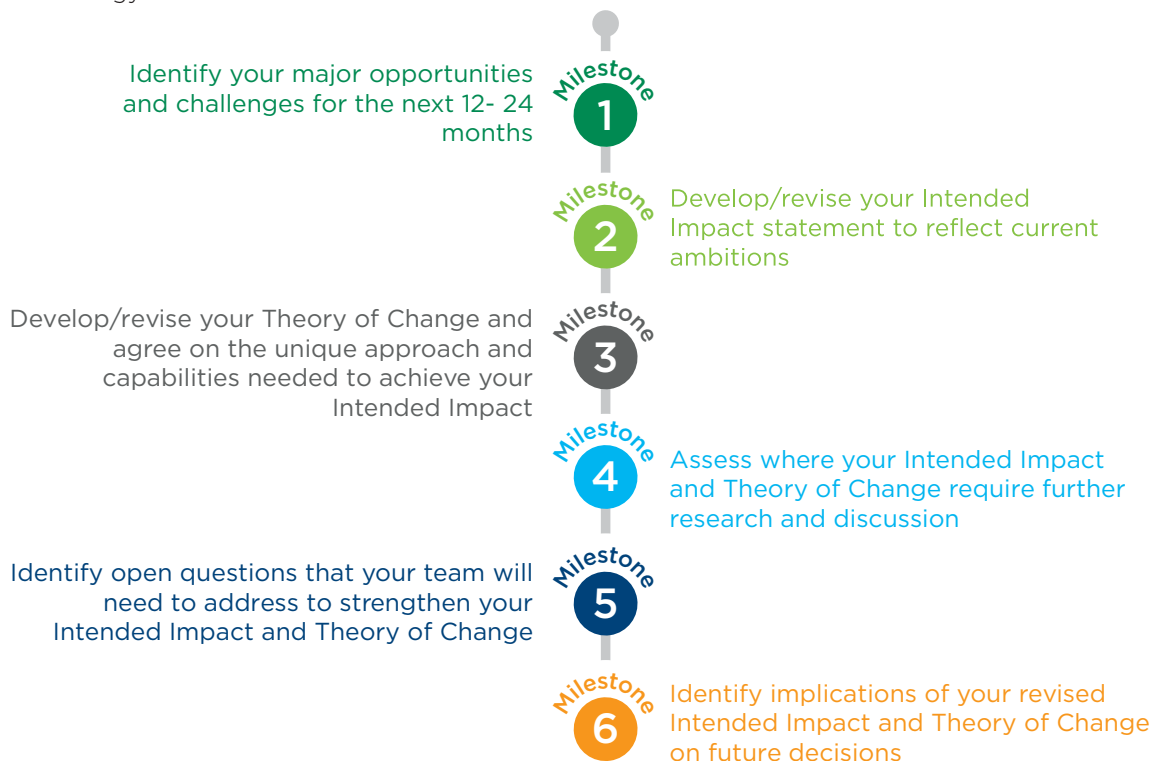 Identify your major opportunities
and challenges for the next 12- 24
months
Milestone
1
Milestone
2
Develop/revise your Intended
Impact statement to reflect current
ambitions
Develop/revise your Theory of Change and
agree on the unique approach and
capabilities needed to achieve your
Intended Impact
Milestone
3
Milestone
4
Assess where your Intended Impact
and Theory of Change require further
research and discussion
Identify open questions that your team will
need to address to strengthen your
Intended Impact and Theory of Change
Milestone
5
Milestone
6
Identify implications of your revised
Intended Impact and Theory of Change
on future decisions